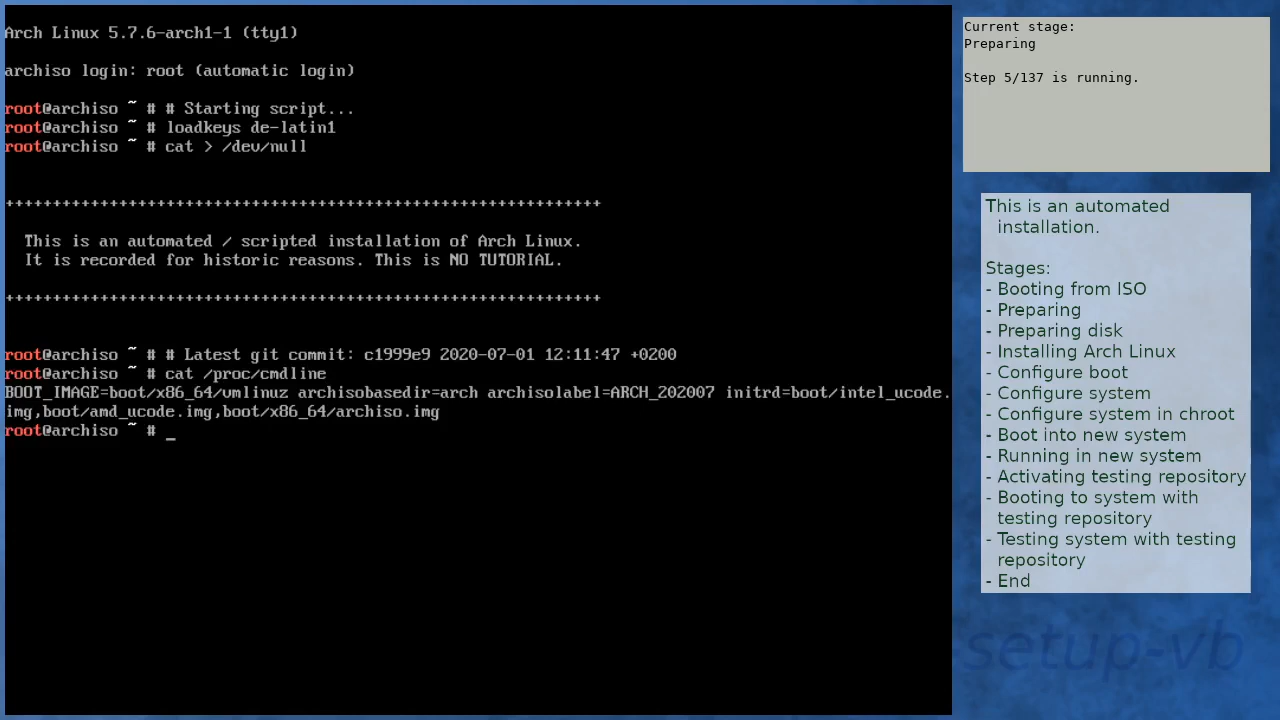 Arch Linux 5.7.6-arch1-1 (tty1)
archiso login: root (automatic login)
root@archiso ~ # # Starting script...
root@archiso ~ # loadkeys de-latin1
root@archiso ~ # cat > /dev/null
++++++++++++++++++++++++++++++++++++++++++++++++++++++++++++++++
This is an automated / scripted installation of Arch Linux.
It is recorded for historic reasons. This is NO TUTORIAL.
++++++++++++++++++++++++++++++++++++++++++++++++++++++++++++++++
root@archiso ~ # # Latest git commit: c1999e9 2020-07-01 12:11:47 +0200
root@archiso ~ # cat /proc/cmdline
BOOT_IMAGE=boot/x86_64/vmlinuz archisobasedir=arch archisolabel=ARCH_202007 initrd=boot/intel_ucode.
img,boot/amd_ucode.img,boot/x86_64/archiso.img
root@archiso ~ # _
Current stage:
Preparing
Step 5/137 is running.
This is an automated
installation.
Stages:
- Booting from ISO
- Preparing
- Preparing disk
- Installing Arch Linux
- Configure boot
- Configure system
- Configure system in chroot
- Boot into new system
- Running in new system
- Activating testing repository
- Booting to system with
testing repository
- Testing system with testing
repository
- End
setup-vb